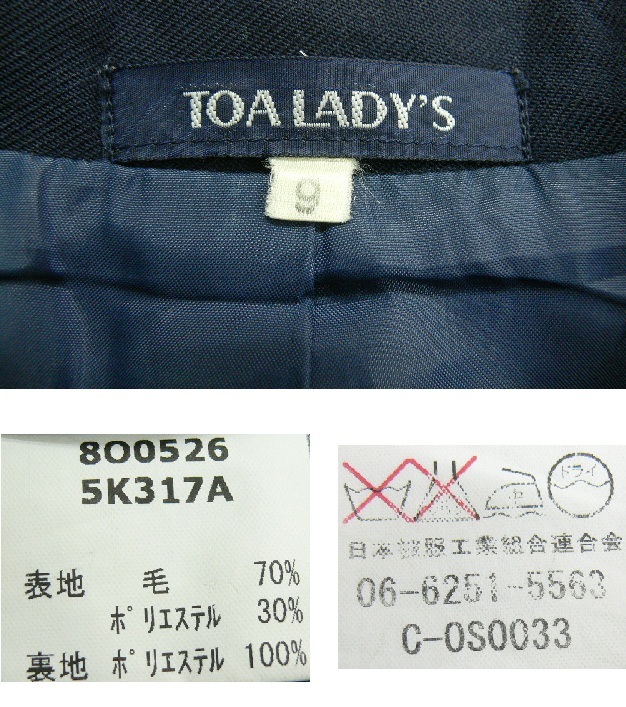 TOA LADY'S
9
8O0526
5K317A
表地 毛 70%
ポリエステル 30%
裏地 ポリエステル 100%
ドライ
日本被服工業組合連合会
06-6251-5563
C-OS0033